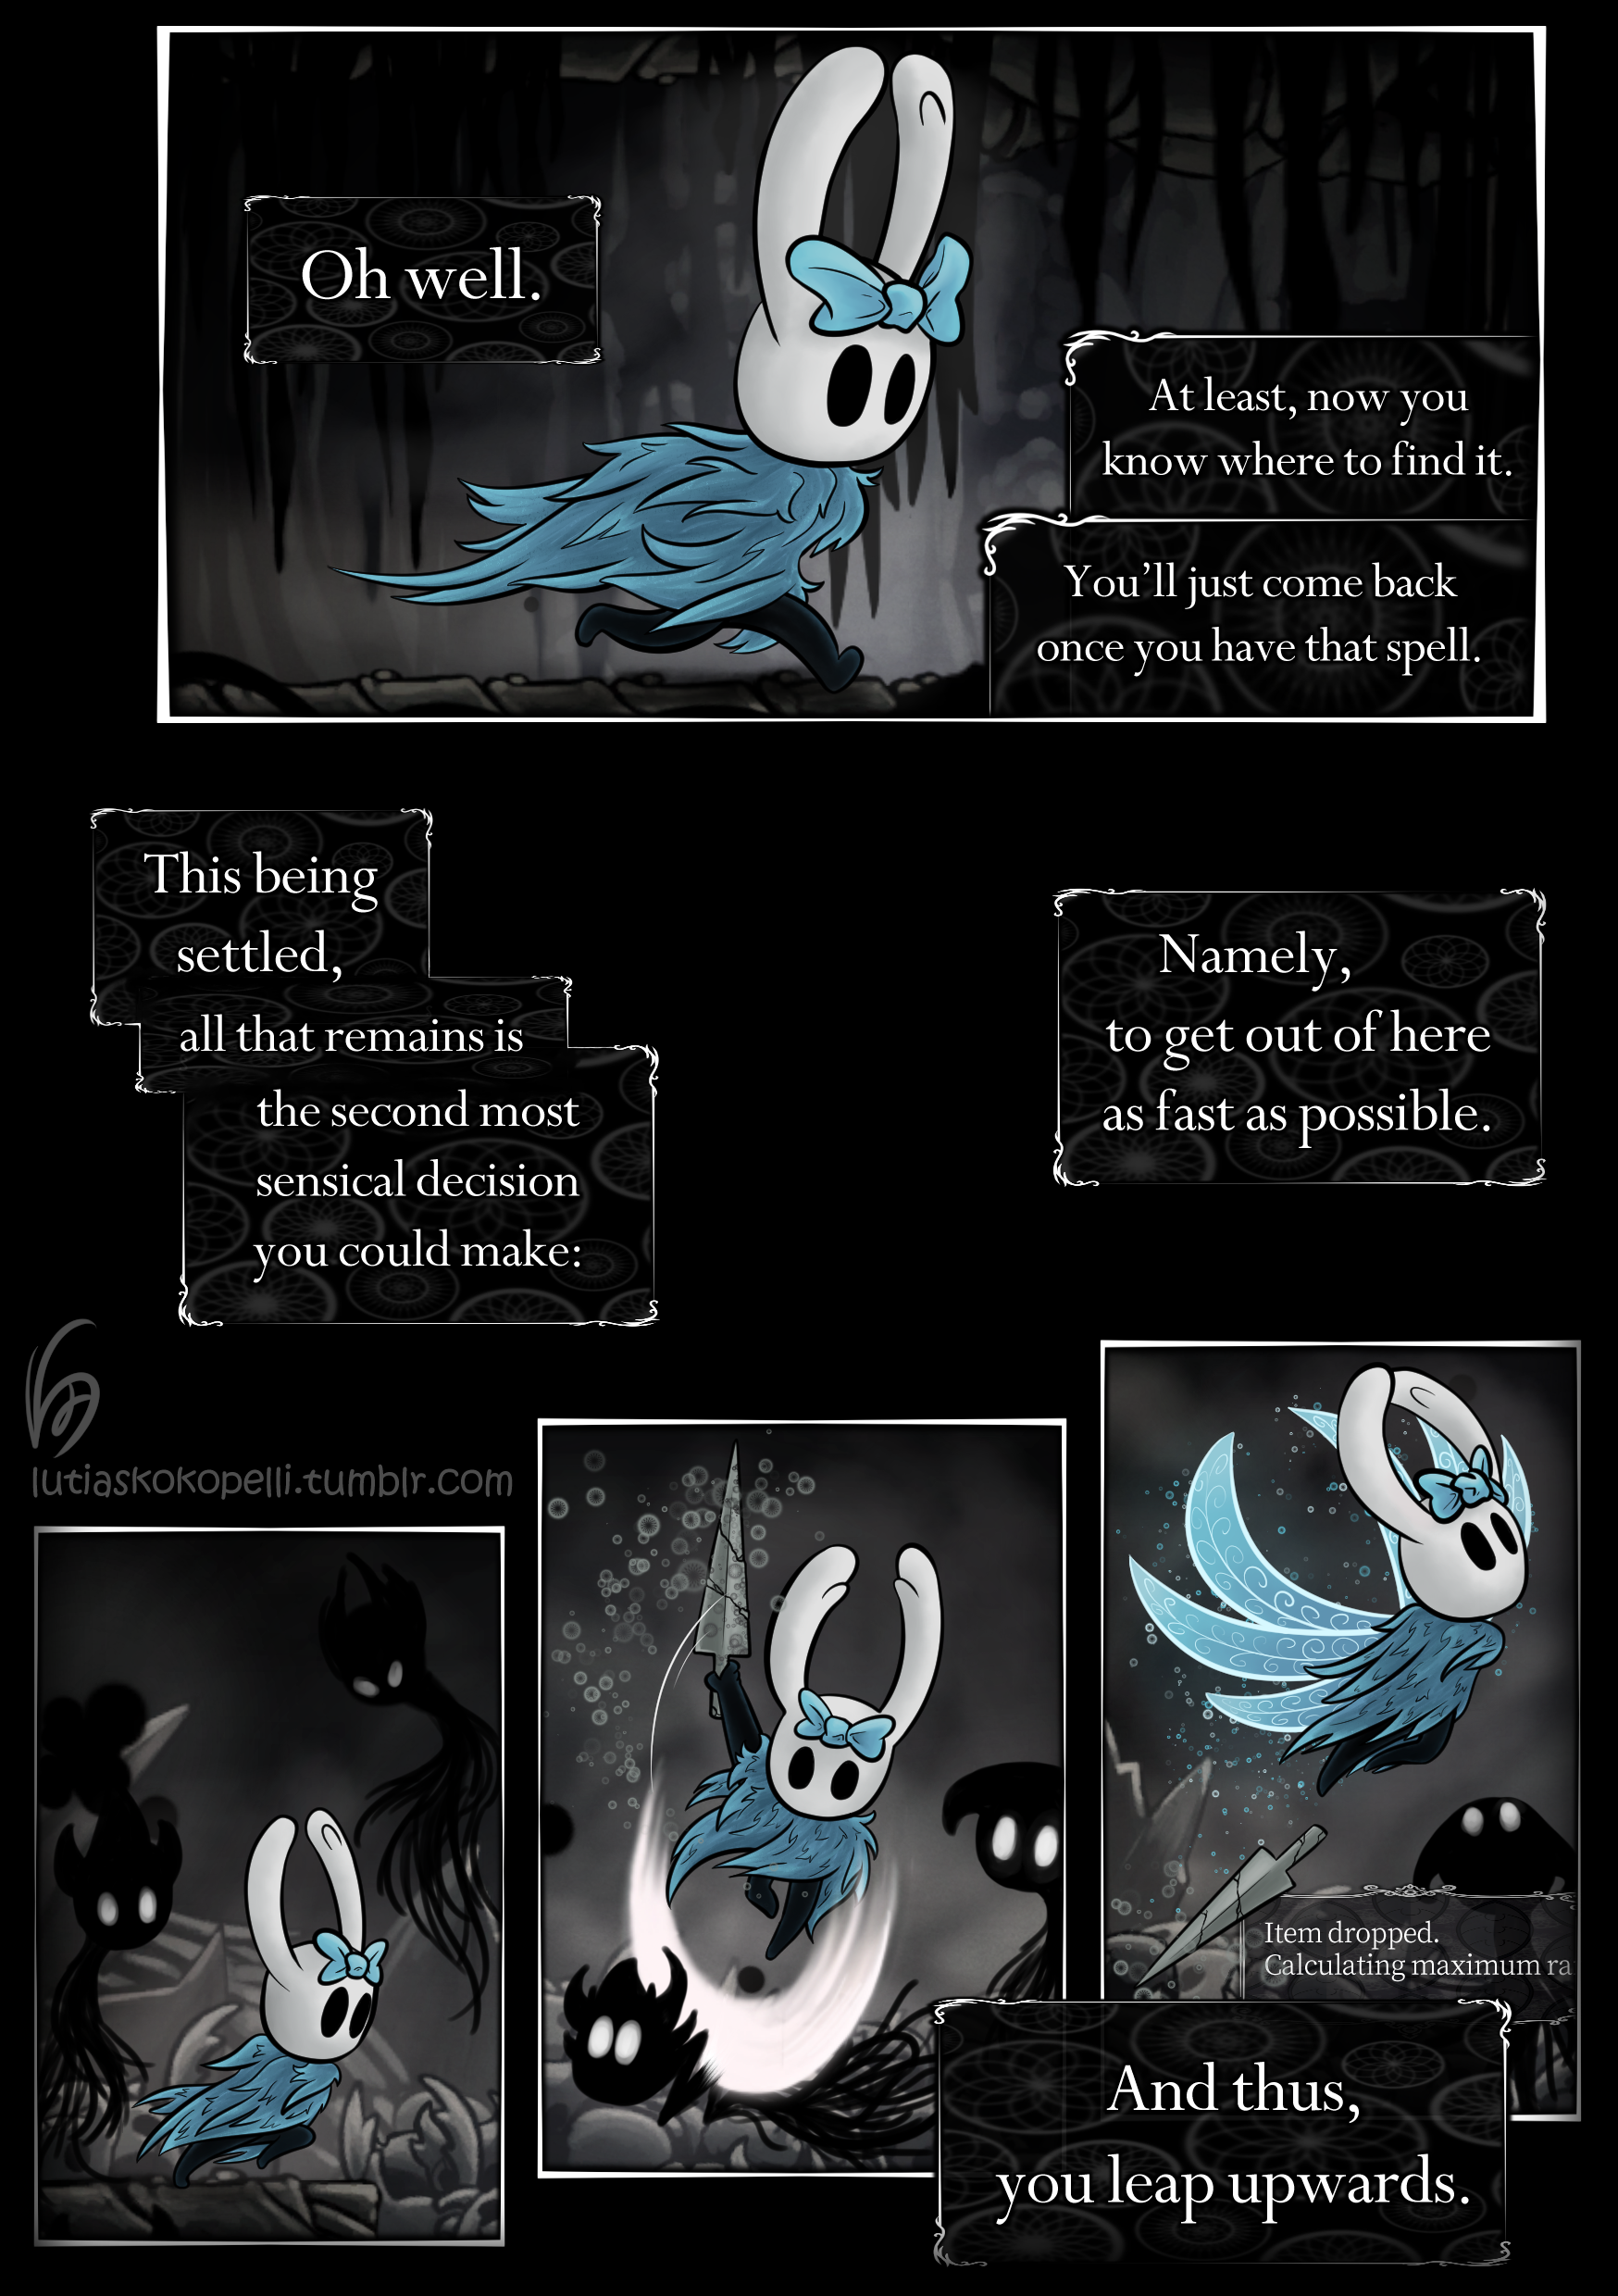 Oh well.
At least, now you
know where to find it.
You'll just come back
once you have that spell.
This being
settled,
all that remains is
the second most
sensical decision
you could make:
Namely,
to get out of here
as fast as possible.
lutiaskokopelli.tumblr.com
Item dropped.
Calculating maximum ra
And thus,
you leap upwards.